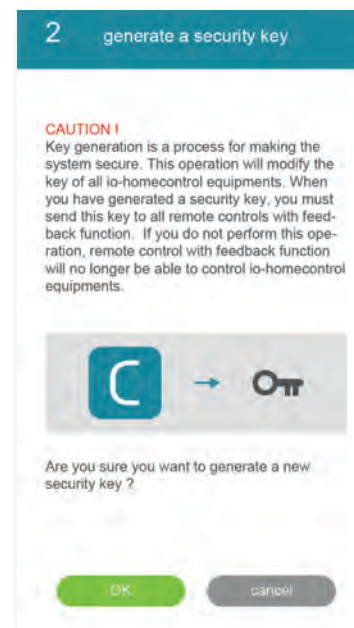 2 generate a security key
CAUTION !
Key generation is a process for making the
system secure. This operation will modify the
key of all io-homecontrol equipments. When
you have generated a security key, you must
send this key to all remote controls with feed-
back function. If you do not perform this ope-
ration, remote control with feedback function
will no longer be able to control io-homecontrol
equipments.
Are you sure you want to generate a new
security key ?
OK cancel